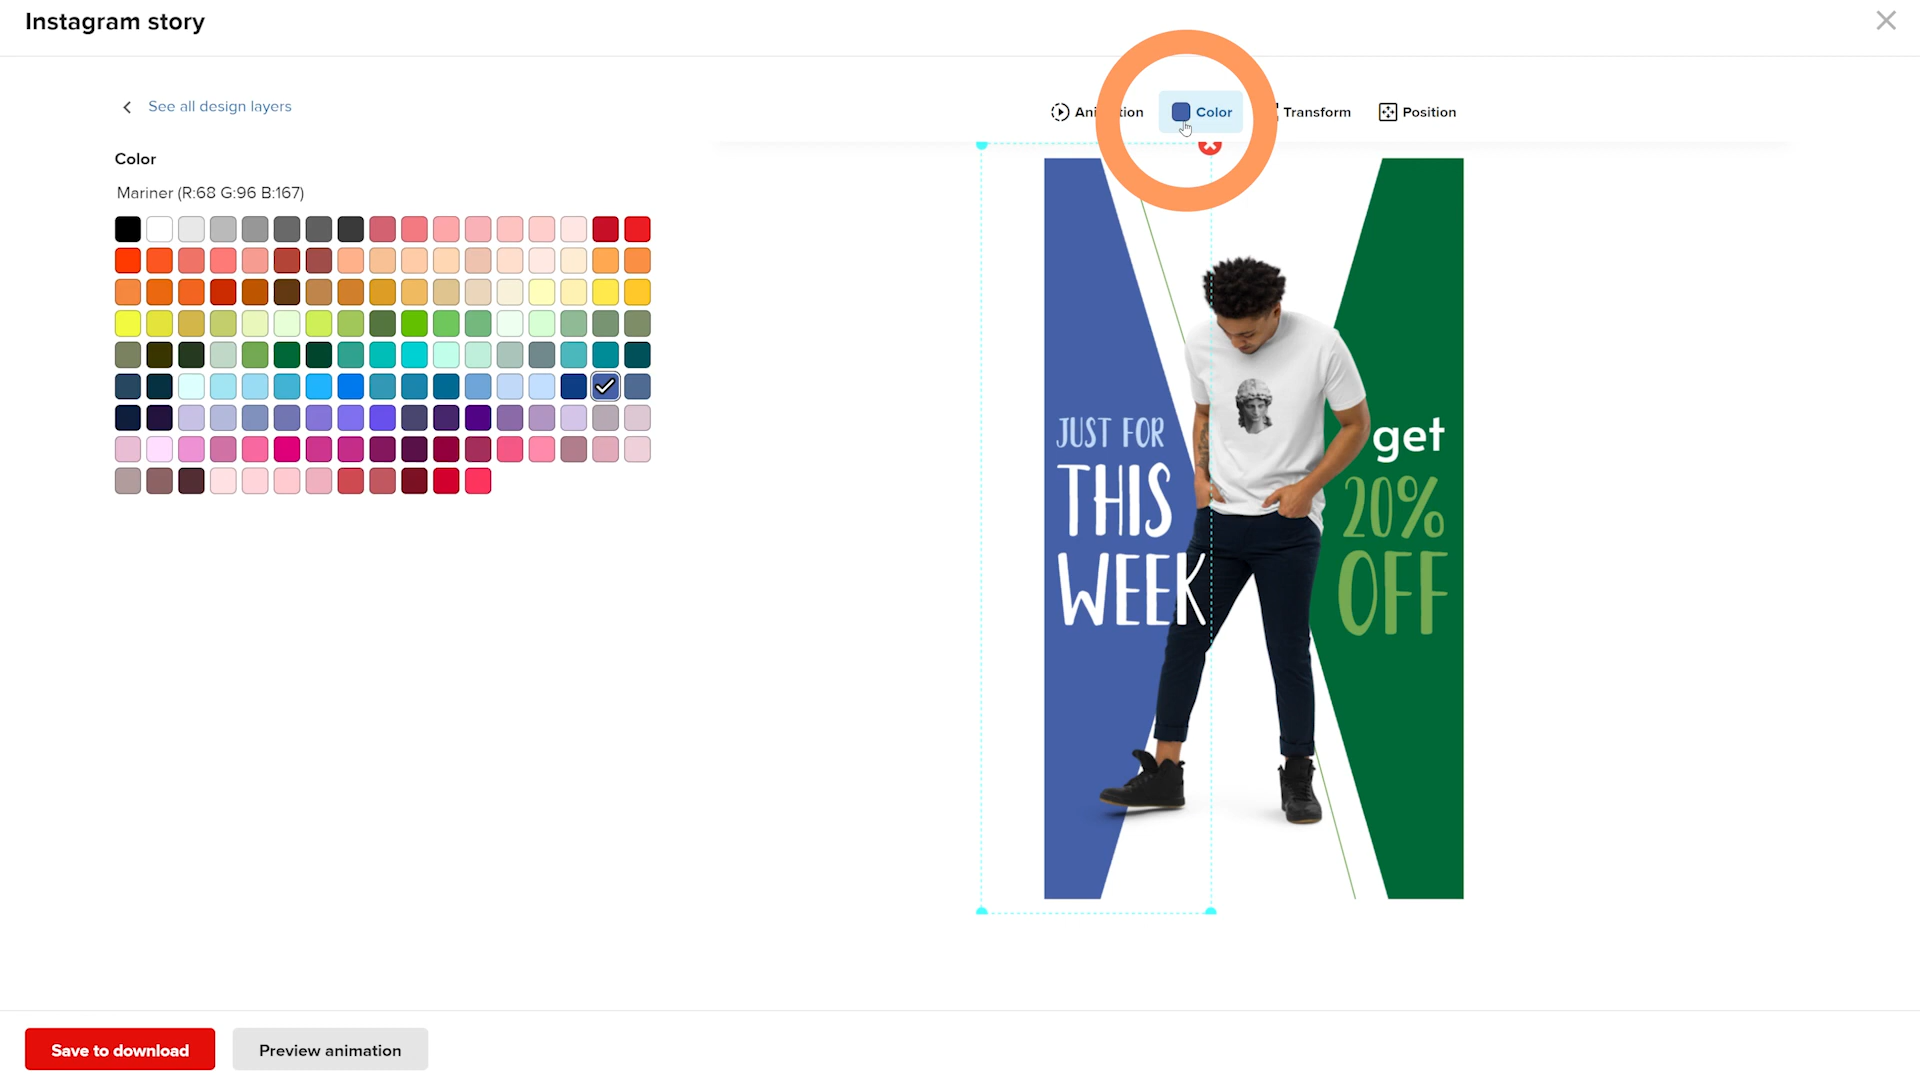 Instagram story
See all design layers
Color
Mariner (R:68 G:96 B:167)
Color
Transform
Position
JUST FOR
THIS
WEEK
get
20%
OFF
Save to download
Preview animation